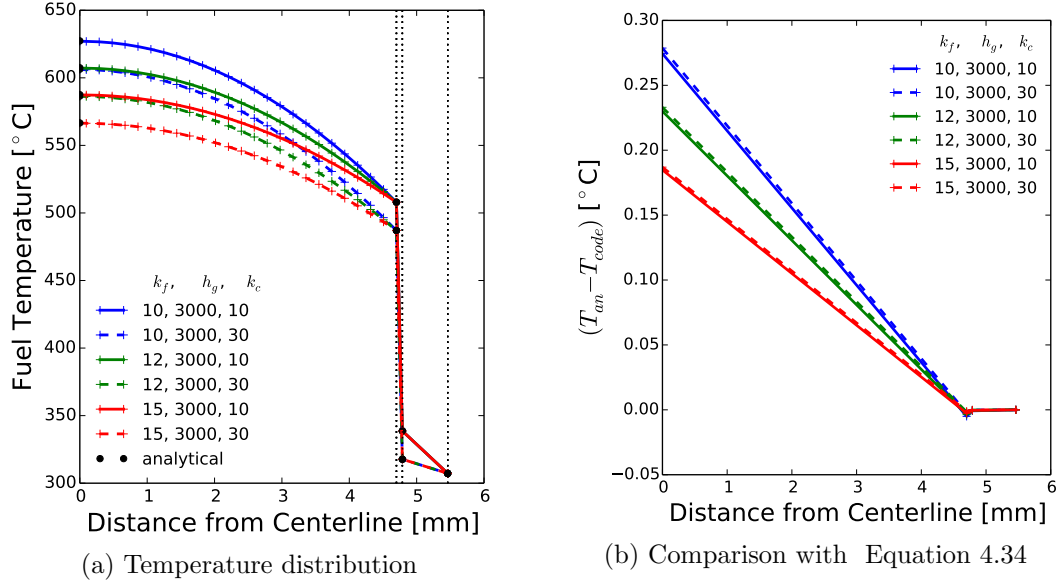 650
600
550
500
450
400
350
300
0 1 2 3 4 5 6
Fuel Temperature [°C]
Distance from Centerline [mm]
k_f, h_g, k_c
10, 3000, 10
10, 3000, 30
12, 3000, 10
12, 3000, 30
15, 3000, 10
15, 3000, 30
analytical
(a) Temperature distribution
0.30
0.25
0.20
0.15
0.10
0.05
0.00
−0.05
0 1 2 3 4 5 6
(T_an−T_code) [°C]
Distance from Centerline [mm]
k_f, h_g, k_c
10, 3000, 10
10, 3000, 30
12, 3000, 10
12, 3000, 30
15, 3000, 10
15, 3000, 30
(b) Comparison with Equation 4.34